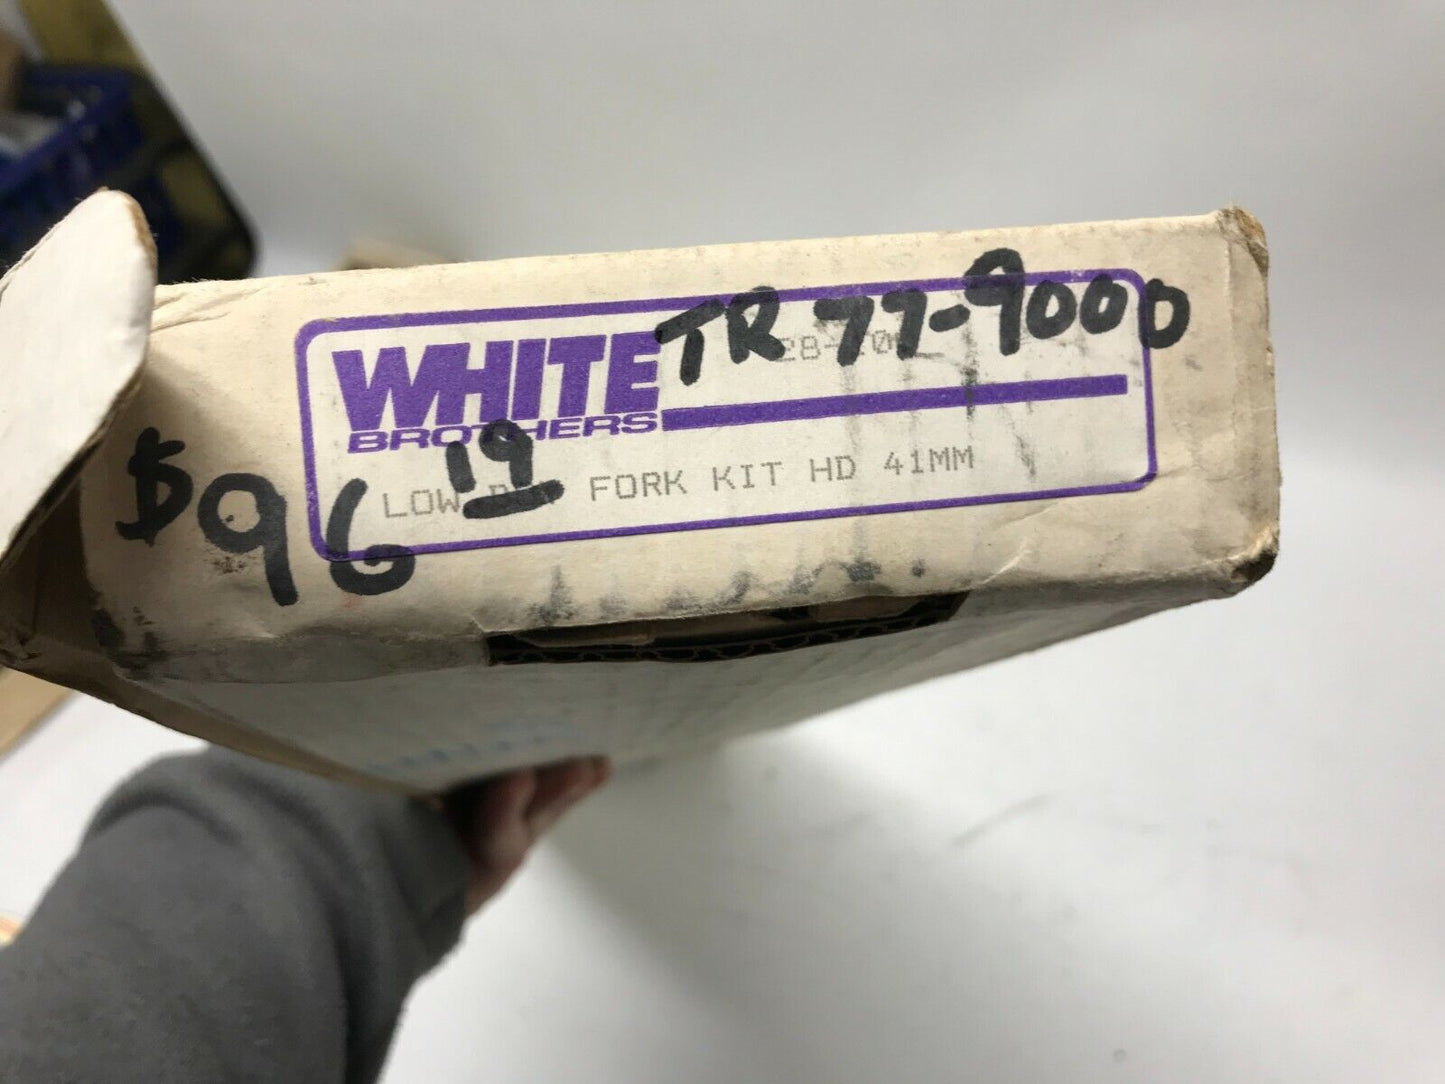 TR 77-9000
WHITE
BROTHERS
$96 19
LOW FORK KIT HD 41MM